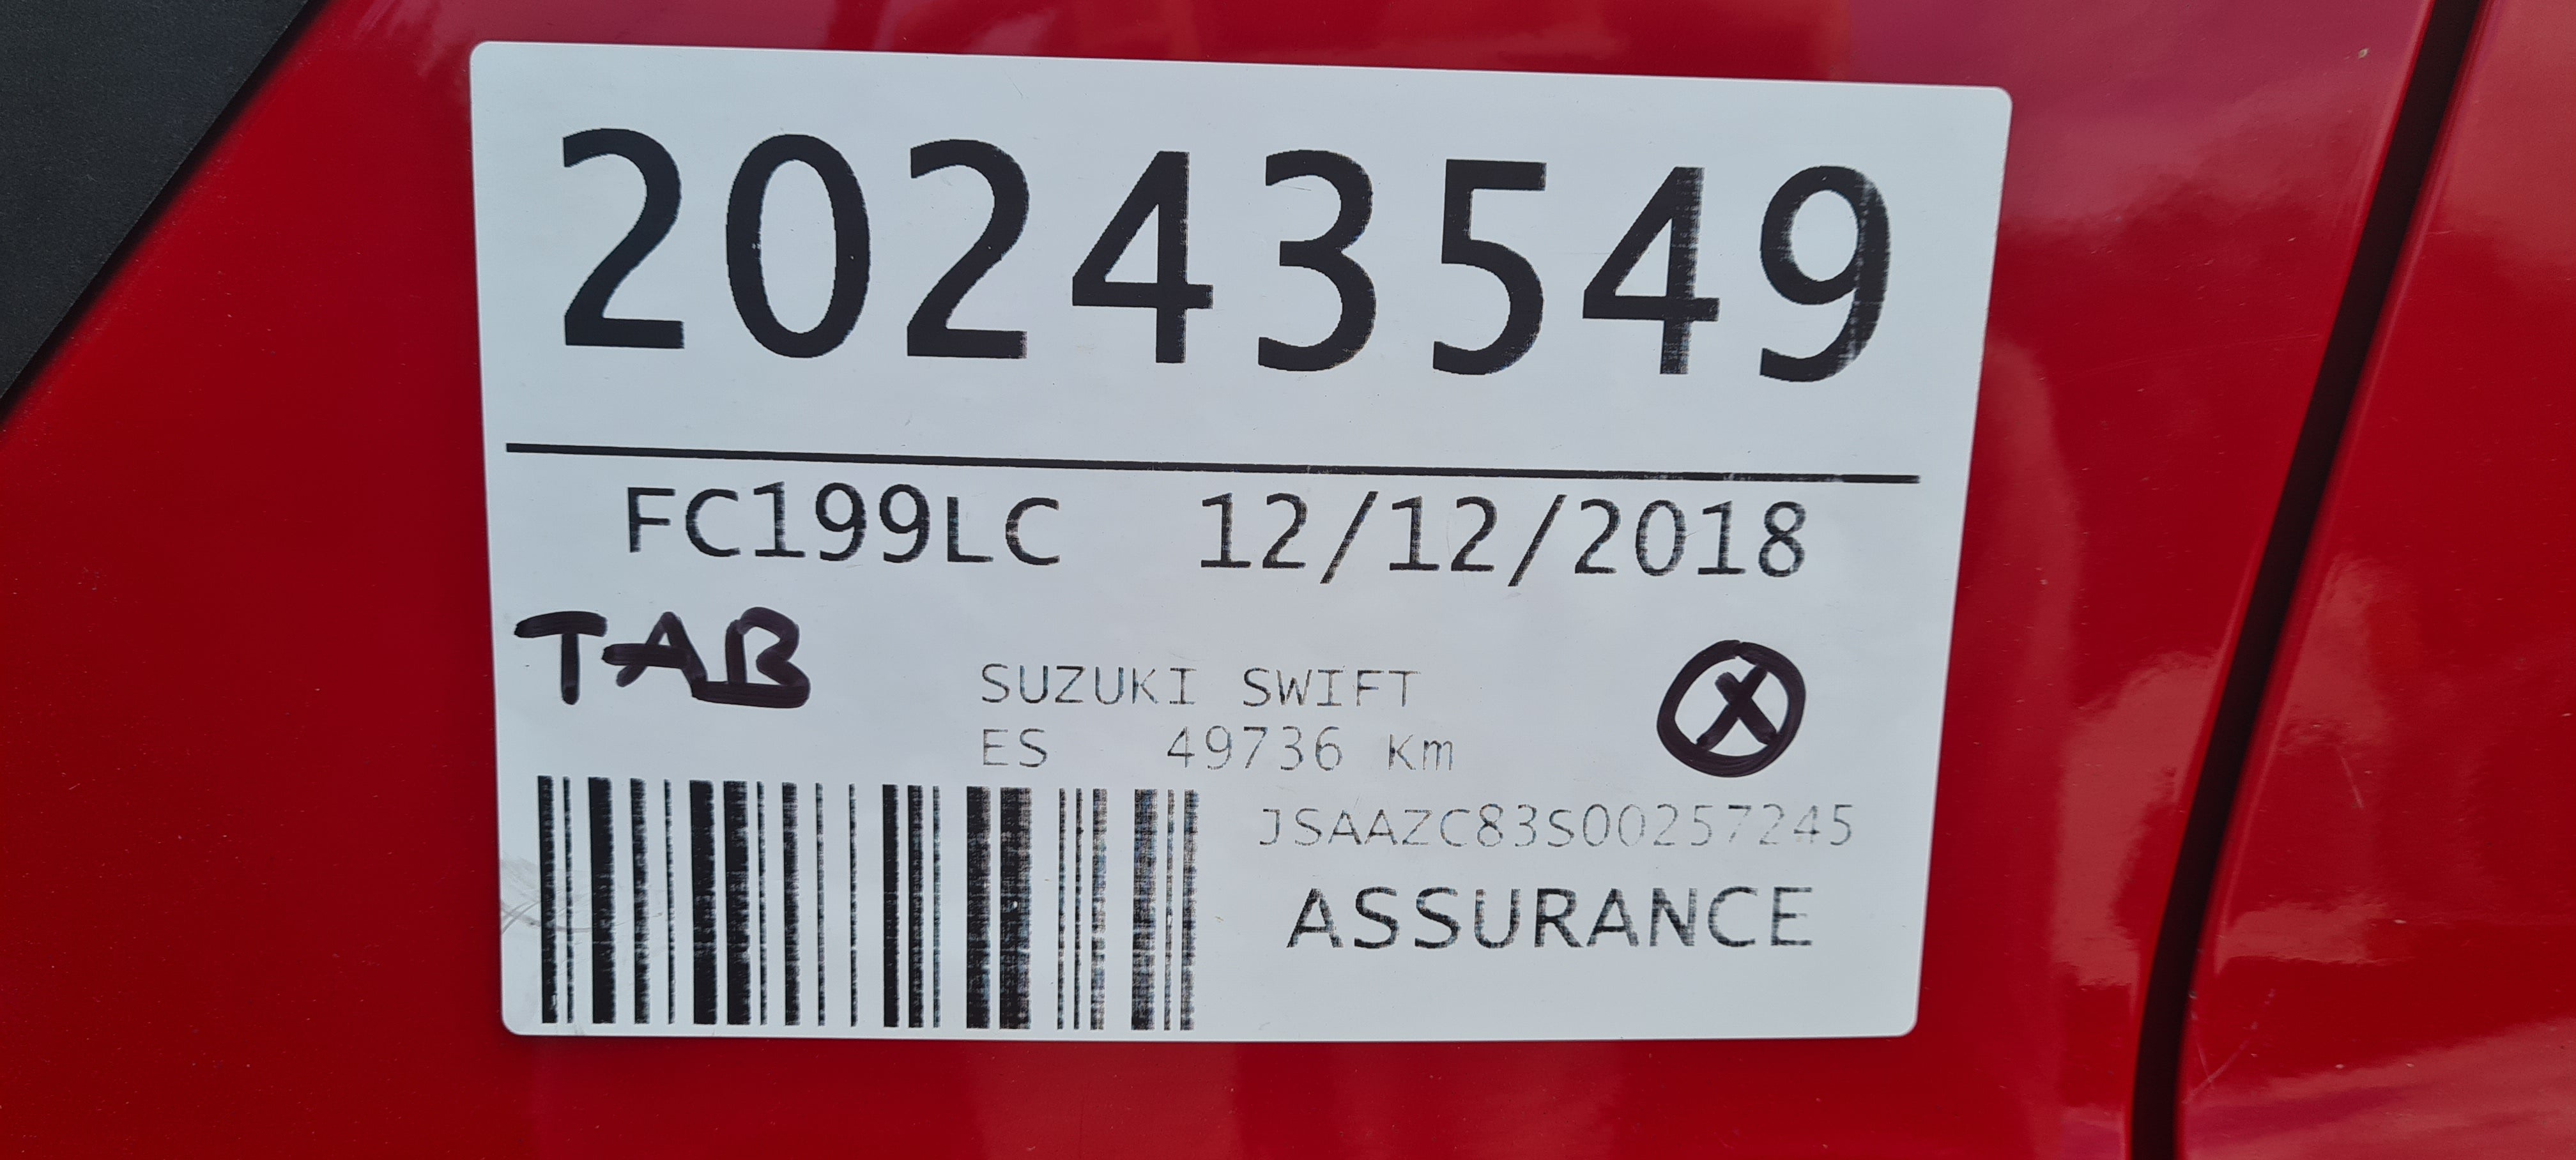 20243549
FC199LC 12/12/2018
TAB
SUZUKI SWIFT
ES 49736 Km
X
JSAAZC83S00257245
ASSURANCE